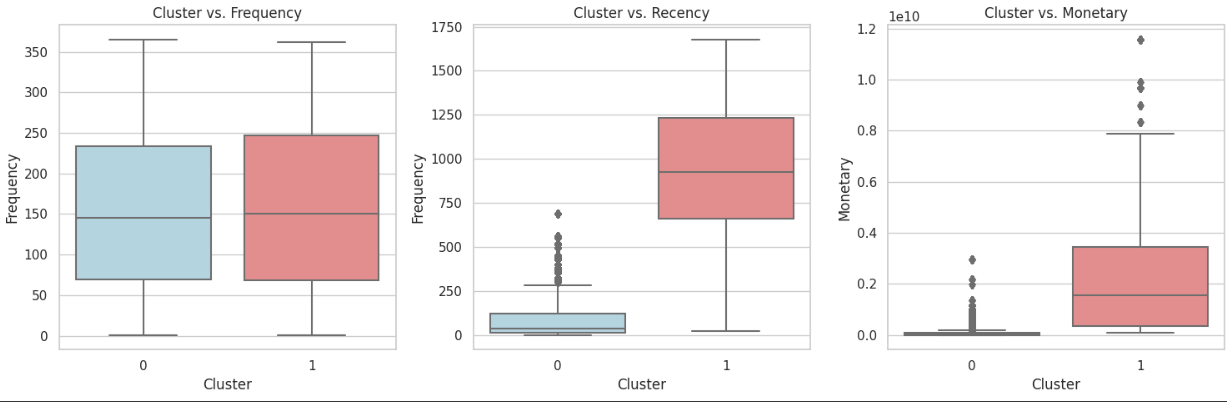 Cluster vs. Frequency
Frequency
350
300
250
200
150
100
50
0
0
1
Cluster
Cluster vs. Recency
Frequency
1750
1500
1250
1000
750
500
250
0
0
1
Cluster
Cluster vs. Monetary
1e10
Monetary
1.2
1.0
0.8
0.6
0.4
0.2
0.0
0
1
Cluster